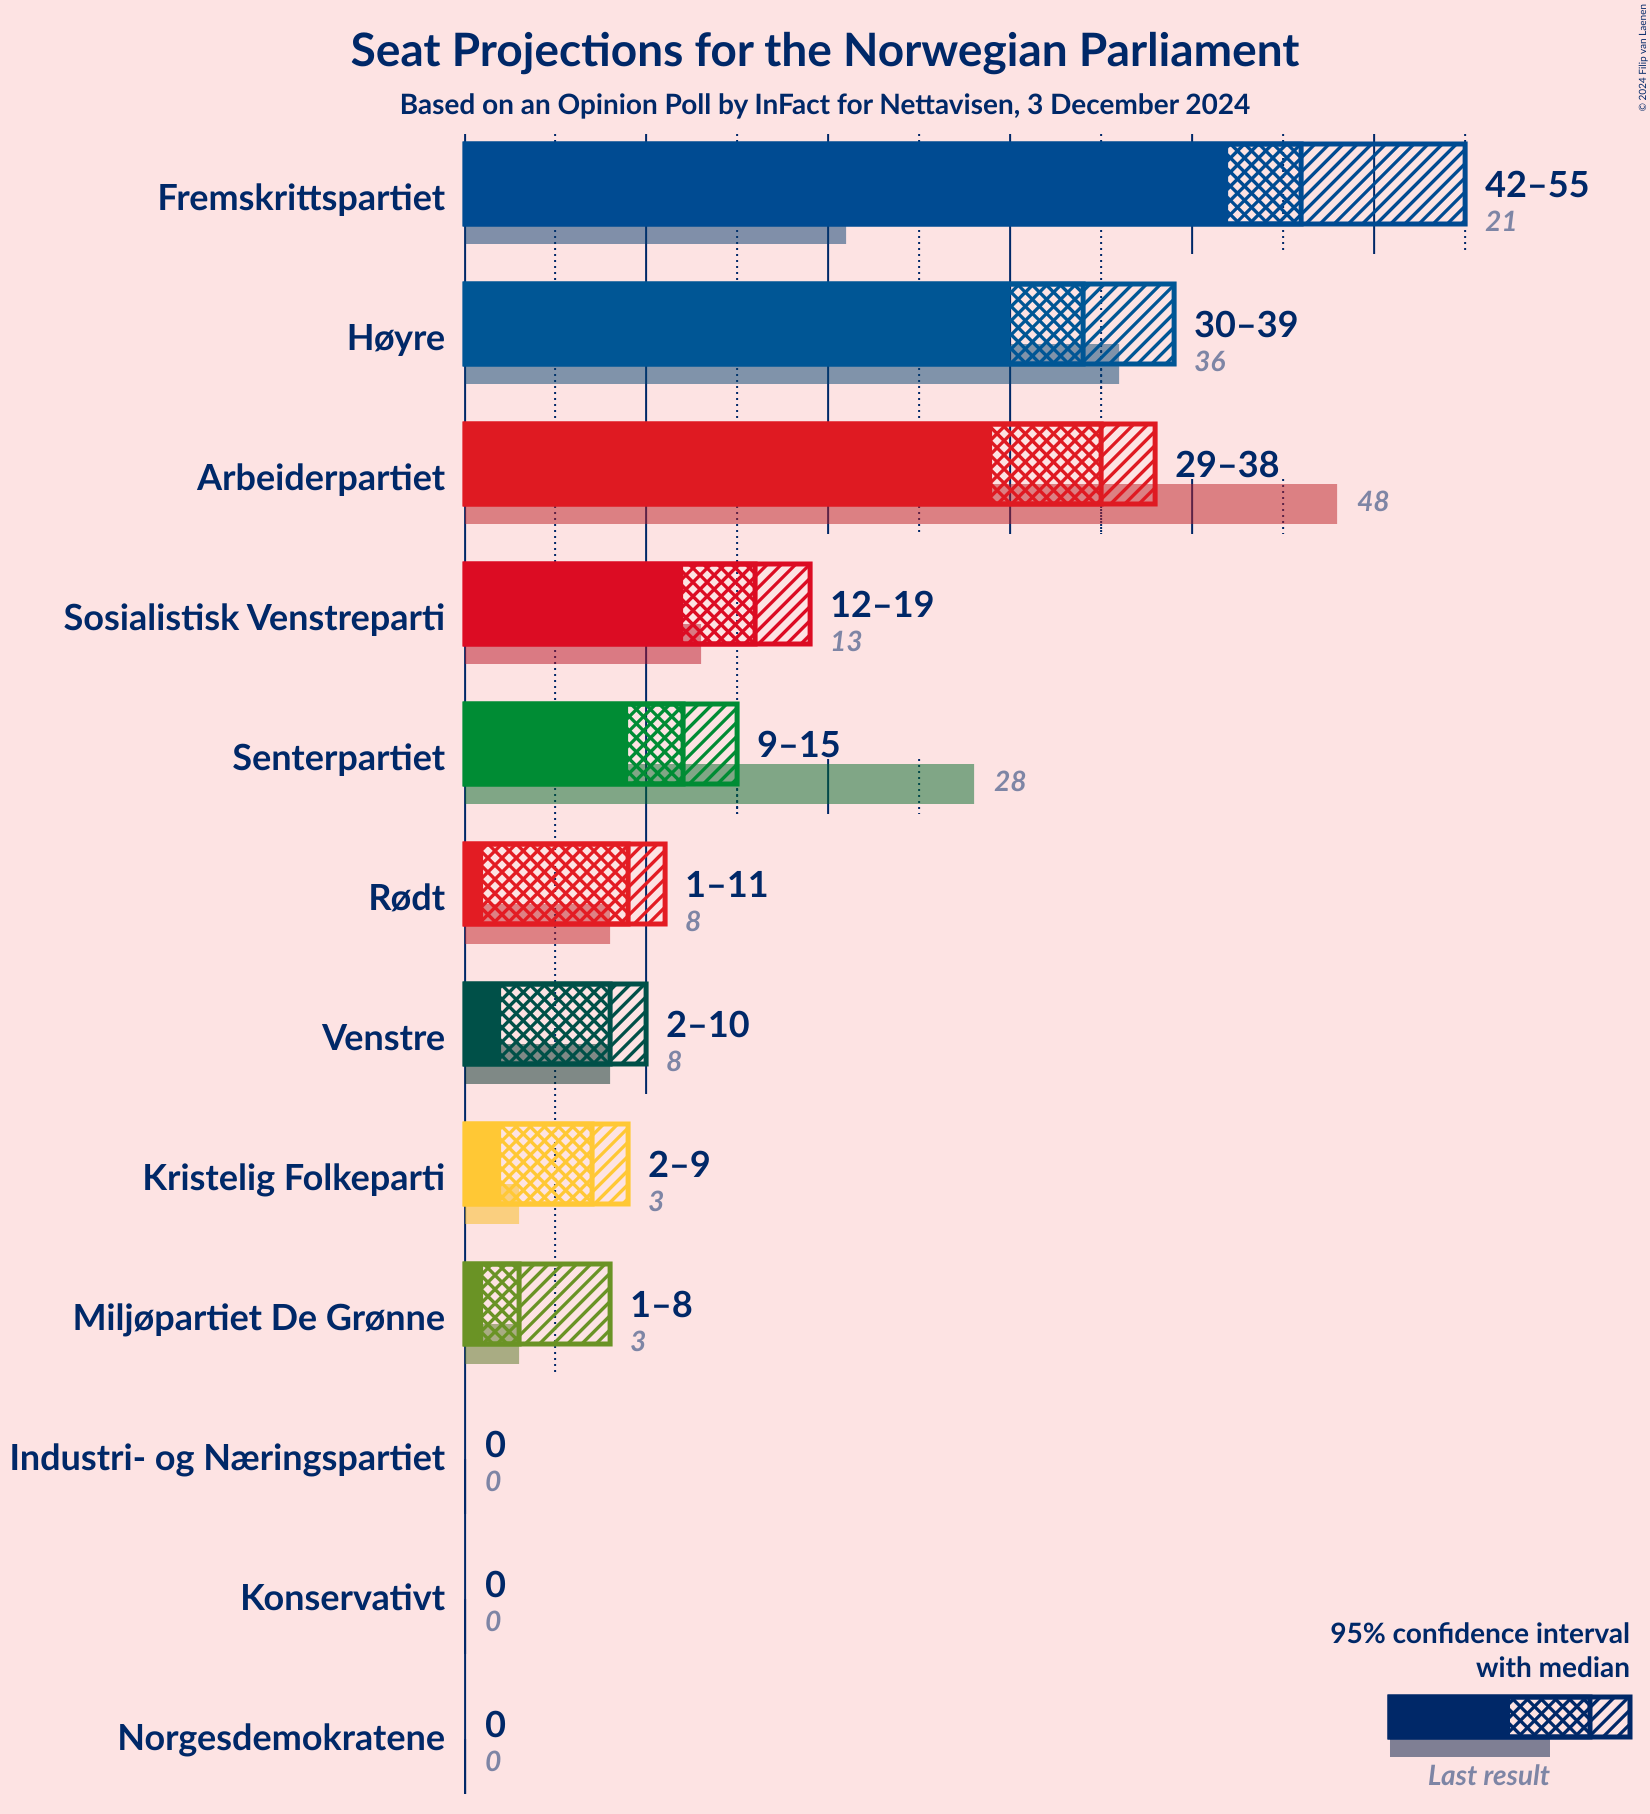 Seat Projections for the Norwegian Parliament
Based on an Opinion Poll by InFact for Nettavisen, 3 December 2024
© 2024 Filip van Laenen
Fremskrittspartiet
42–55
21
Høyre
30–39
36
Arbeiderpartiet
29–38
48
Sosialistisk Venstreparti
12–19
13
Senterpartiet
9–15
28
Rødt
1–11
8
Venstre
2–10
8
Kristelig Folkeparti
2–9
3
Miljøpartiet De Grønne
1–8
3
Industri- og Næringspartiet
0
0
Konservativt
0
0
Norgesdemokratene
0
0
95% confidence interval
with median
Last result